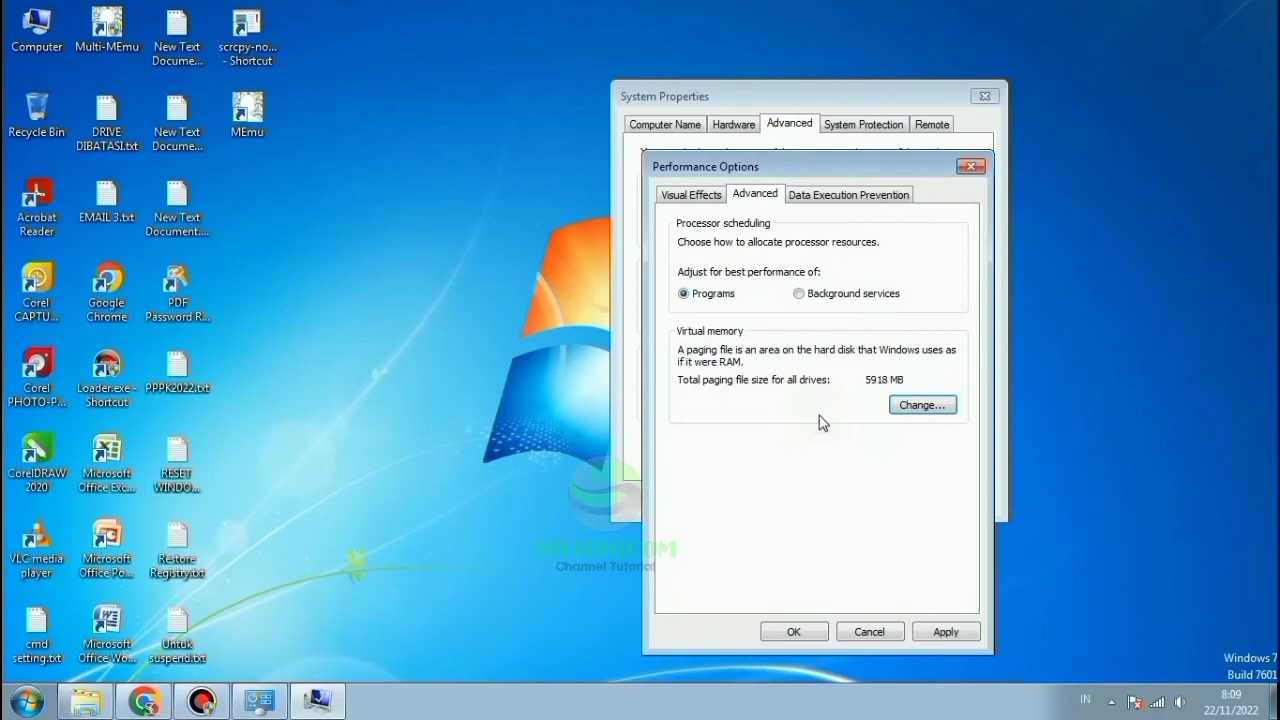 Computer
Multi-MEmu
New Text
Docume...
scrcpy-no...
- Shortcut
Recycle Bin
DRIVE
DIBATASI.txt
New Text
Docume...
MEmu
Acrobat
Reader
EMAIL 3.txt
New Text
Document....
Corel
CAPTU...
Google
Chrome
PDF
Password R...
Corel
PHOTO-P...
Loader.exe -
Shortcut
PPPK2022.txt
CorelDRAW
2020
Microsoft
Office Exc...
RESET
WINDO...
VLC media
player
Microsoft
Office Po...
Restore
Registry.txt
cmd
setting.txt
Microsoft
Office Wo...
Untuk
suspend.txt
System Properties
Computer Name
Hardware
Advanced
System Protection
Remote
Performance Options
Visual Effects
Advanced
Data Execution Prevention
Processor scheduling
Choose how to allocate processor resources.
Adjust for best performance of:
Programs
Background services
Virtual memory
A paging file is an area on the hard disk that Windows uses as
if it were RAM.
Total paging file size for all drives:
5918 MB
Change...
OK
Cancel
Apply
Channel Tutorial
Windows 7
Build 7601
IN
8:09
22/11/2022